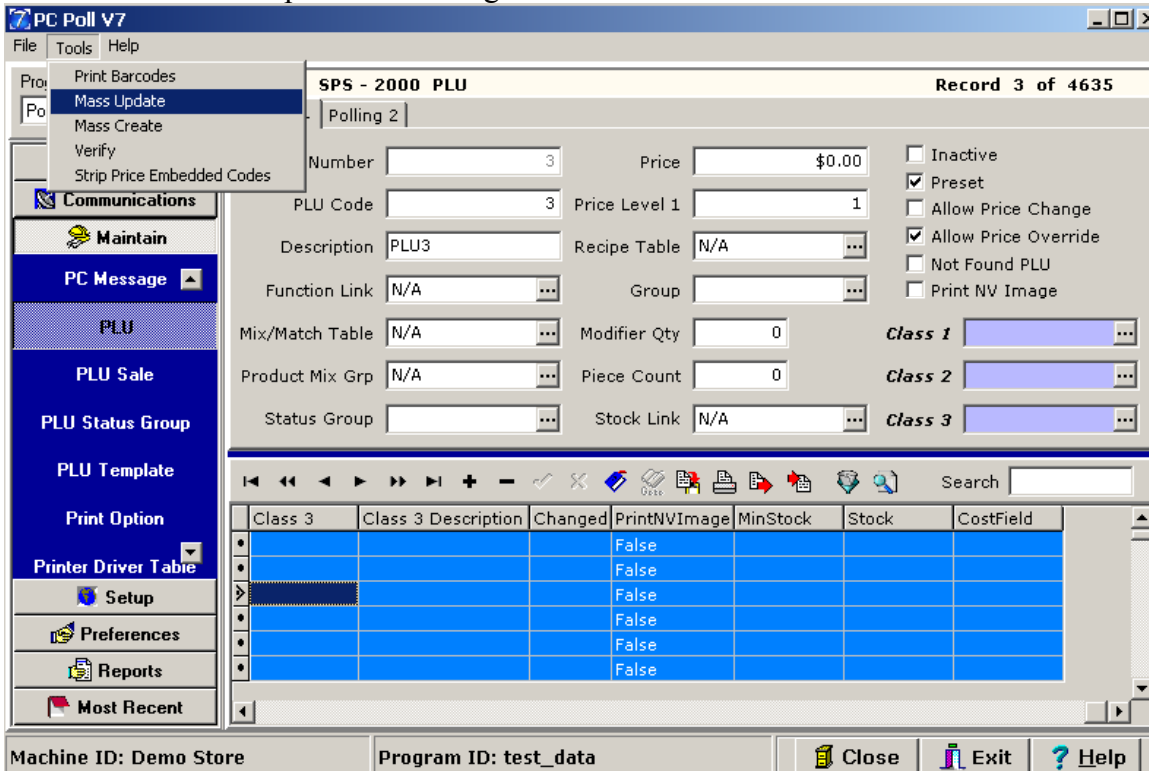 PC Poll V7
File Tools Help
Print Barcodes
Mass Update
Mass Create
Verify
Strip Price Embedded Codes
SPS - 2000 PLU Record 3 of 4635
Polling 2
Number 3 Price $0.00 Inactive
Preset
PLU Code 3 Price Level 1 1 Allow Price Change
Description PLU3 Recipe Table N/A Allow Price Override
Not Found PLU
Function Link N/A Group Print NV Image
Mix/Match Table N/A Modifier Qty 0 Class 1
Product Mix Grp N/A Piece Count 0 Class 2
Status Group Stock Link N/A Class 3
Communications
Maintain
PC Message
PLU
PLU Sale
PLU Status Group
PLU Template
Print Option
Printer Driver Table
Setup
Preferences
Reports
Most Recent
Search
Class 3 Class 3 Description Changed PrintNVImage MinStock Stock CostField
False
False
False
False
False
False
Machine ID: Demo Store Program ID: test_data Close Exit Help